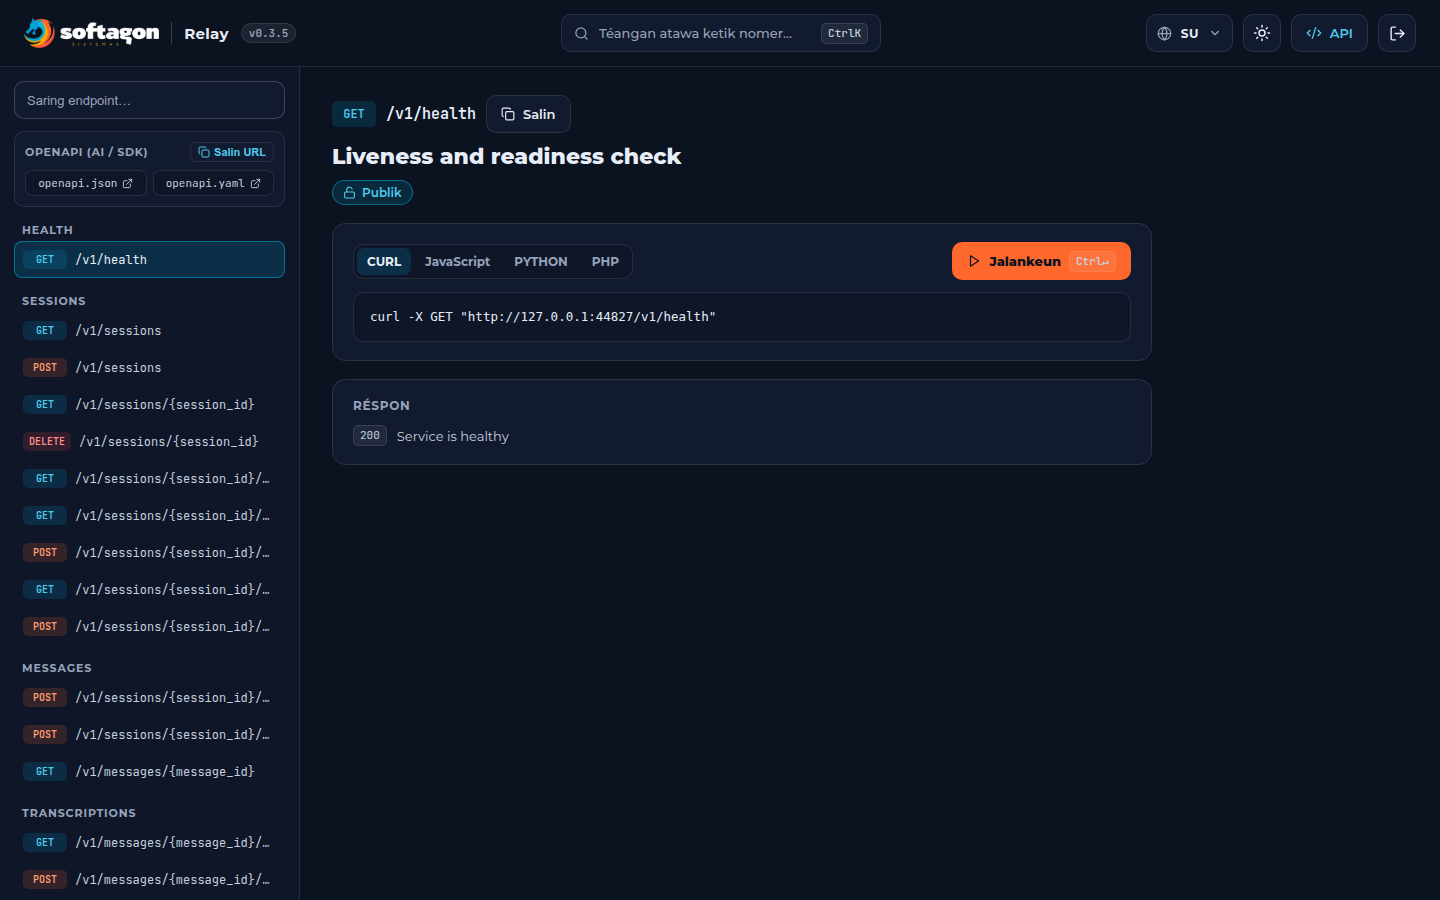 softagon
SISTEMAS
Relay
v0.3.5
Téangan atawa ketik nomer...
CtrlK
SU
API
Saring endpoint...
OPENAPI (AI / SDK)
Salin URL
openapi.json
openapi.yaml
HEALTH
GET /v1/health
SESSIONS
GET /v1/sessions
POST /v1/sessions
GET /v1/sessions/{session_id}
DELETE /v1/sessions/{session_id}
GET /v1/sessions/{session_id}/…
GET /v1/sessions/{session_id}/…
POST /v1/sessions/{session_id}/…
GET /v1/sessions/{session_id}/…
POST /v1/sessions/{session_id}/…
MESSAGES
POST /v1/sessions/{session_id}/…
POST /v1/sessions/{session_id}/…
GET /v1/messages/{message_id}
TRANSCRIPTIONS
GET /v1/messages/{message_id}/…
POST /v1/messages/{message_id}/…
GET /v1/health
Salin
Liveness and readiness check
Publik
CURL JavaScript PYTHON PHP
Jalankeun Ctrl↵
curl -X GET "http://127.0.0.1:44827/v1/health"
RÉSPON
200 Service is healthy